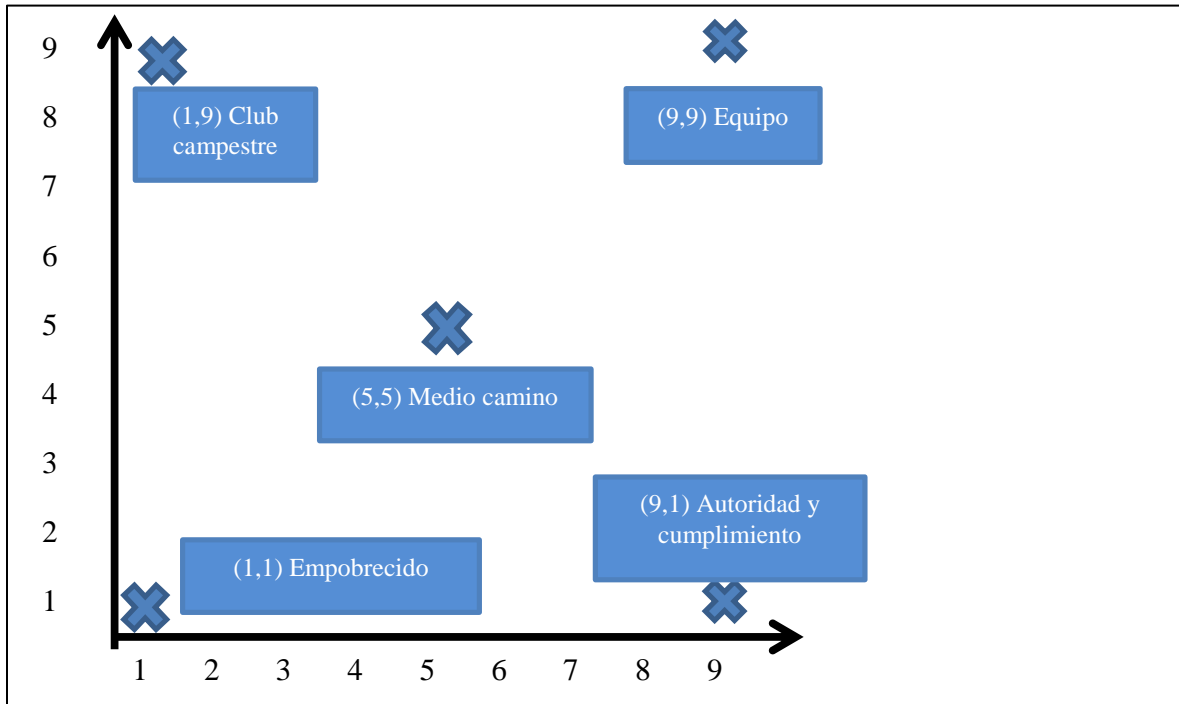 9
8
7
6
5
4
3
2
1
(1,9) Club
campestre
(9,9) Equipo
(5,5) Medio camino
(9,1) Autoridad y
cumplimiento
(1,1) Empobrecido
1 2 3 4 5 6 7 8 9